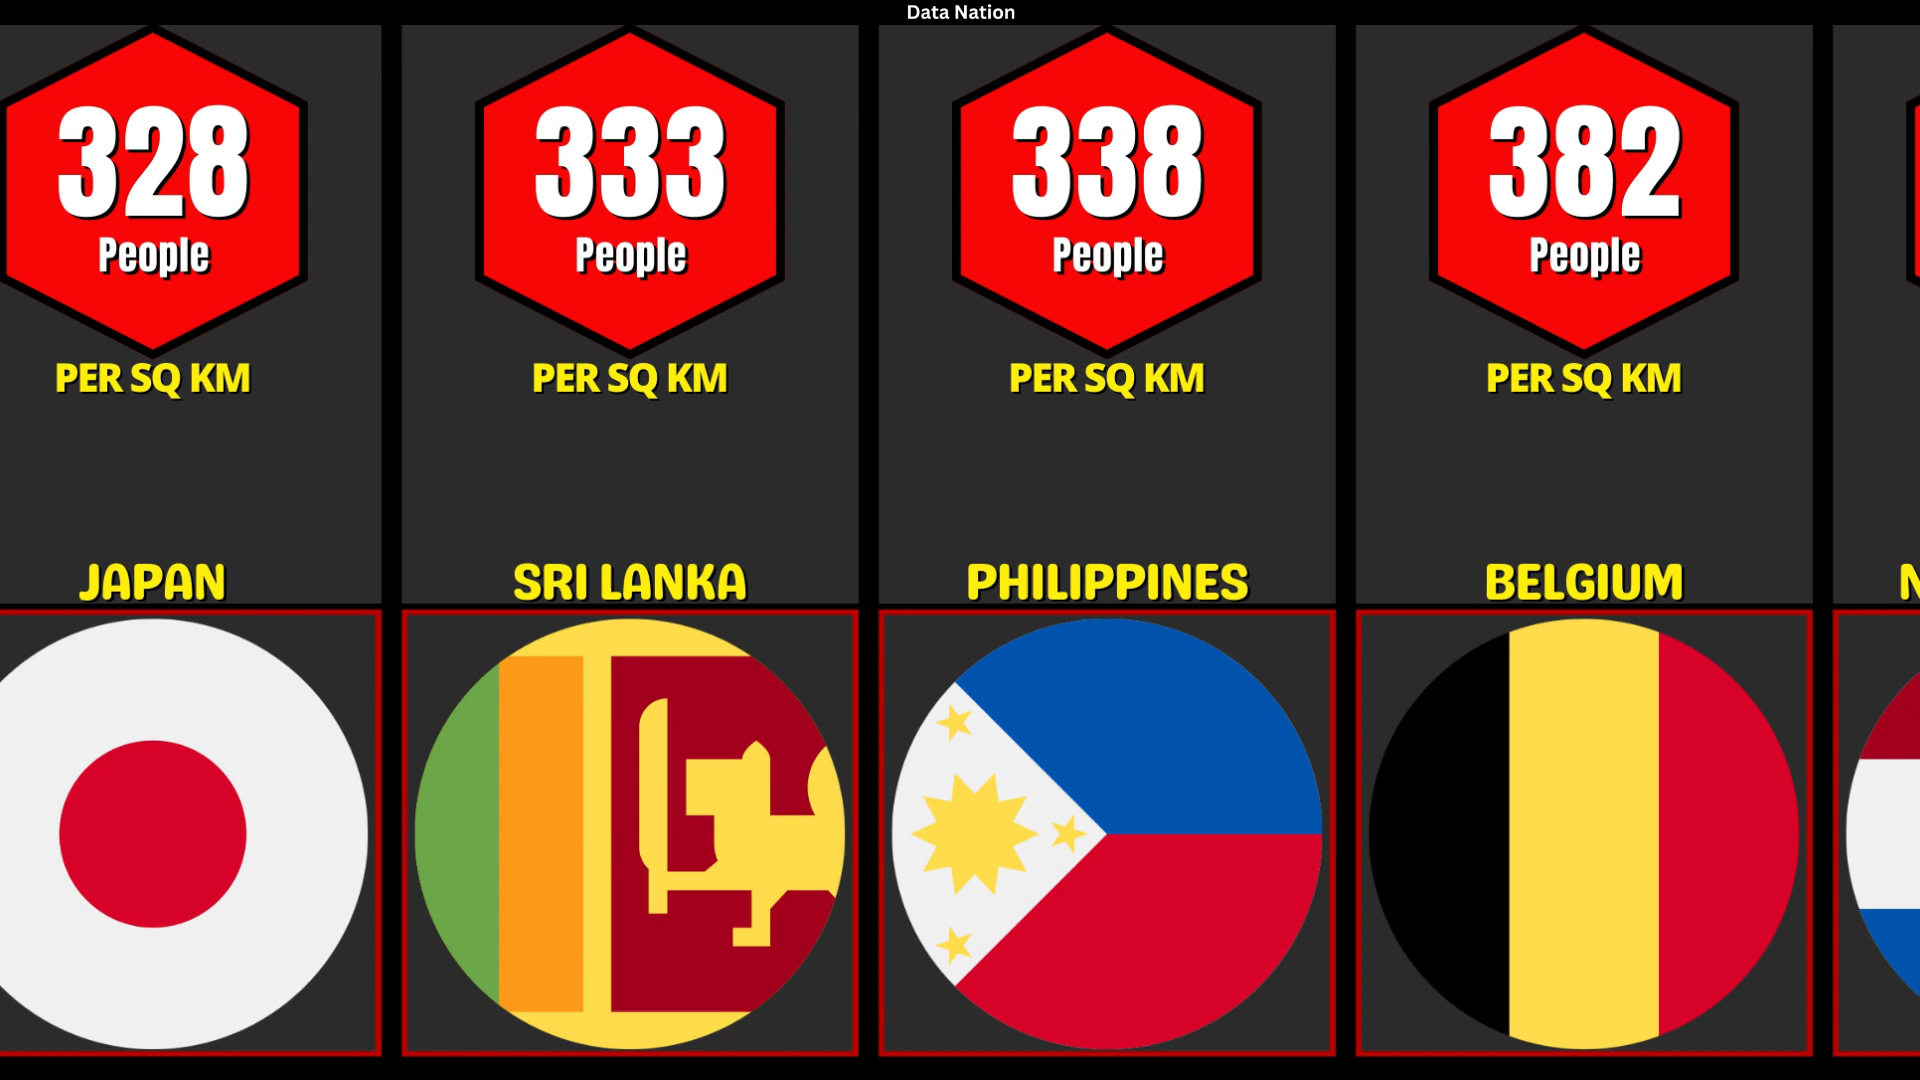 Data Nation
328
People
PER SQ KM
JAPAN
333
People
PER SQ KM
SRI LANKA
338
People
PER SQ KM
PHILIPPINES
382
People
PER SQ KM
BELGIUM